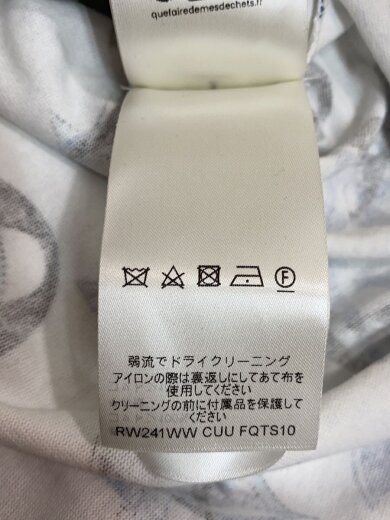 quefairedemesdechets.fr
F
弱流でドライクリーニング
アイロンの際は裏返しにしてあて布を
使用してください
クリーニングの前に付属品を保護して
ください
RW241WW CUU FQTS10